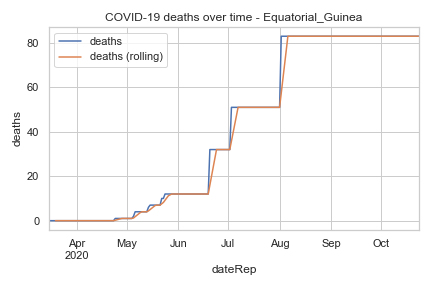 COVID-19 deaths over time - Equatorial_Guinea
deaths
deaths (rolling)
80
60
40
20
0
deaths
Apr
2020
May
Jun
Jul
Aug
Sep
Oct
dateRep